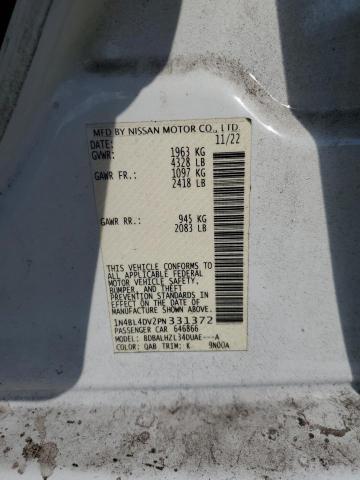 MFD BY NISSAN MOTOR CO., LTD.
DATE: 11/22
GVWR: 1963 KG
4328 LB
GAWR FR.: 1097 KG
2418 LB
GAWR RR.: 945 KG
2083 LB
THIS VEHICLE CONFORMS TO
ALL APPLICABLE FEDERAL
MOTOR VEHICLE SAFETY,
BUMPER, AND THEFT
PREVENTION STANDARDS
IN EFFECT ON THE DATE OF
MANUFACTURE SHOWN ABOVE.
1N4BL4DV2PN331372
PASSENGER CAR 646866
MODEL: BDBALHZL34DUAE---A
COLOR: QAB TRIM: K 9N00A